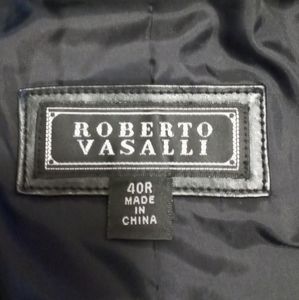 ROBERTO
VASALLI
40R
MADE
IN
CHINA